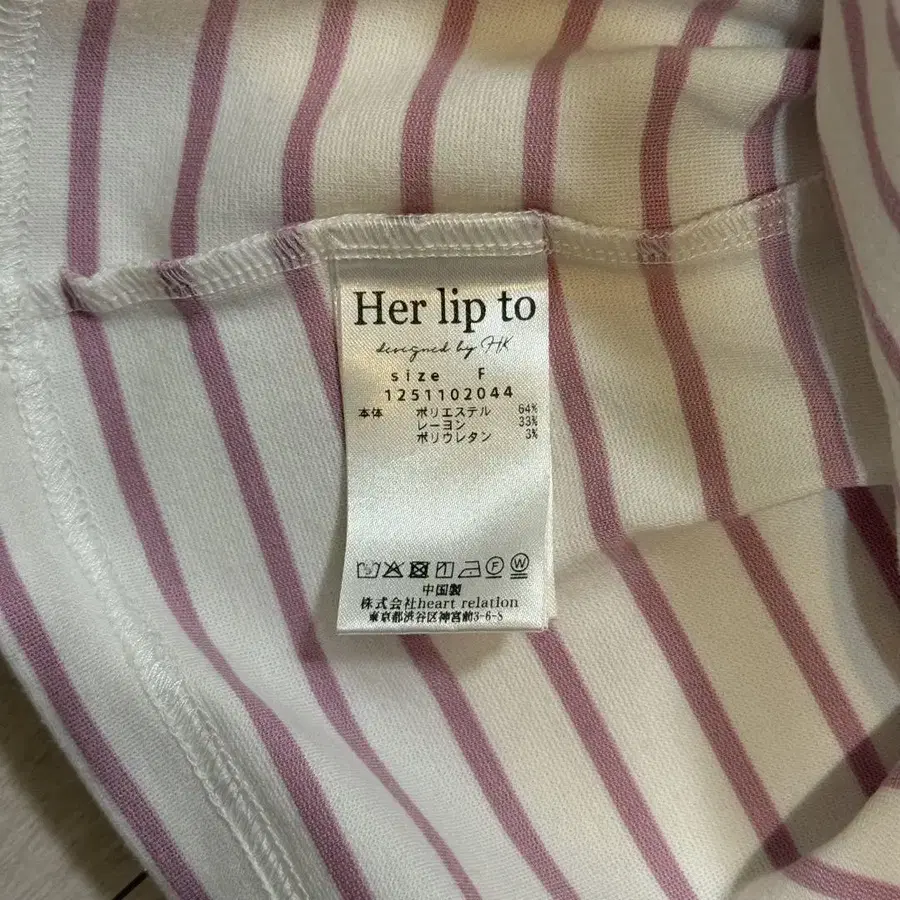 Her lip to
designed by HK
size F
1251102044
本体 ポリエステル 64%
レーヨン 33%
ポリウレタン 3%
F W
中国製
株式会社heart relation
東京都渋谷区神宮前3-6-8